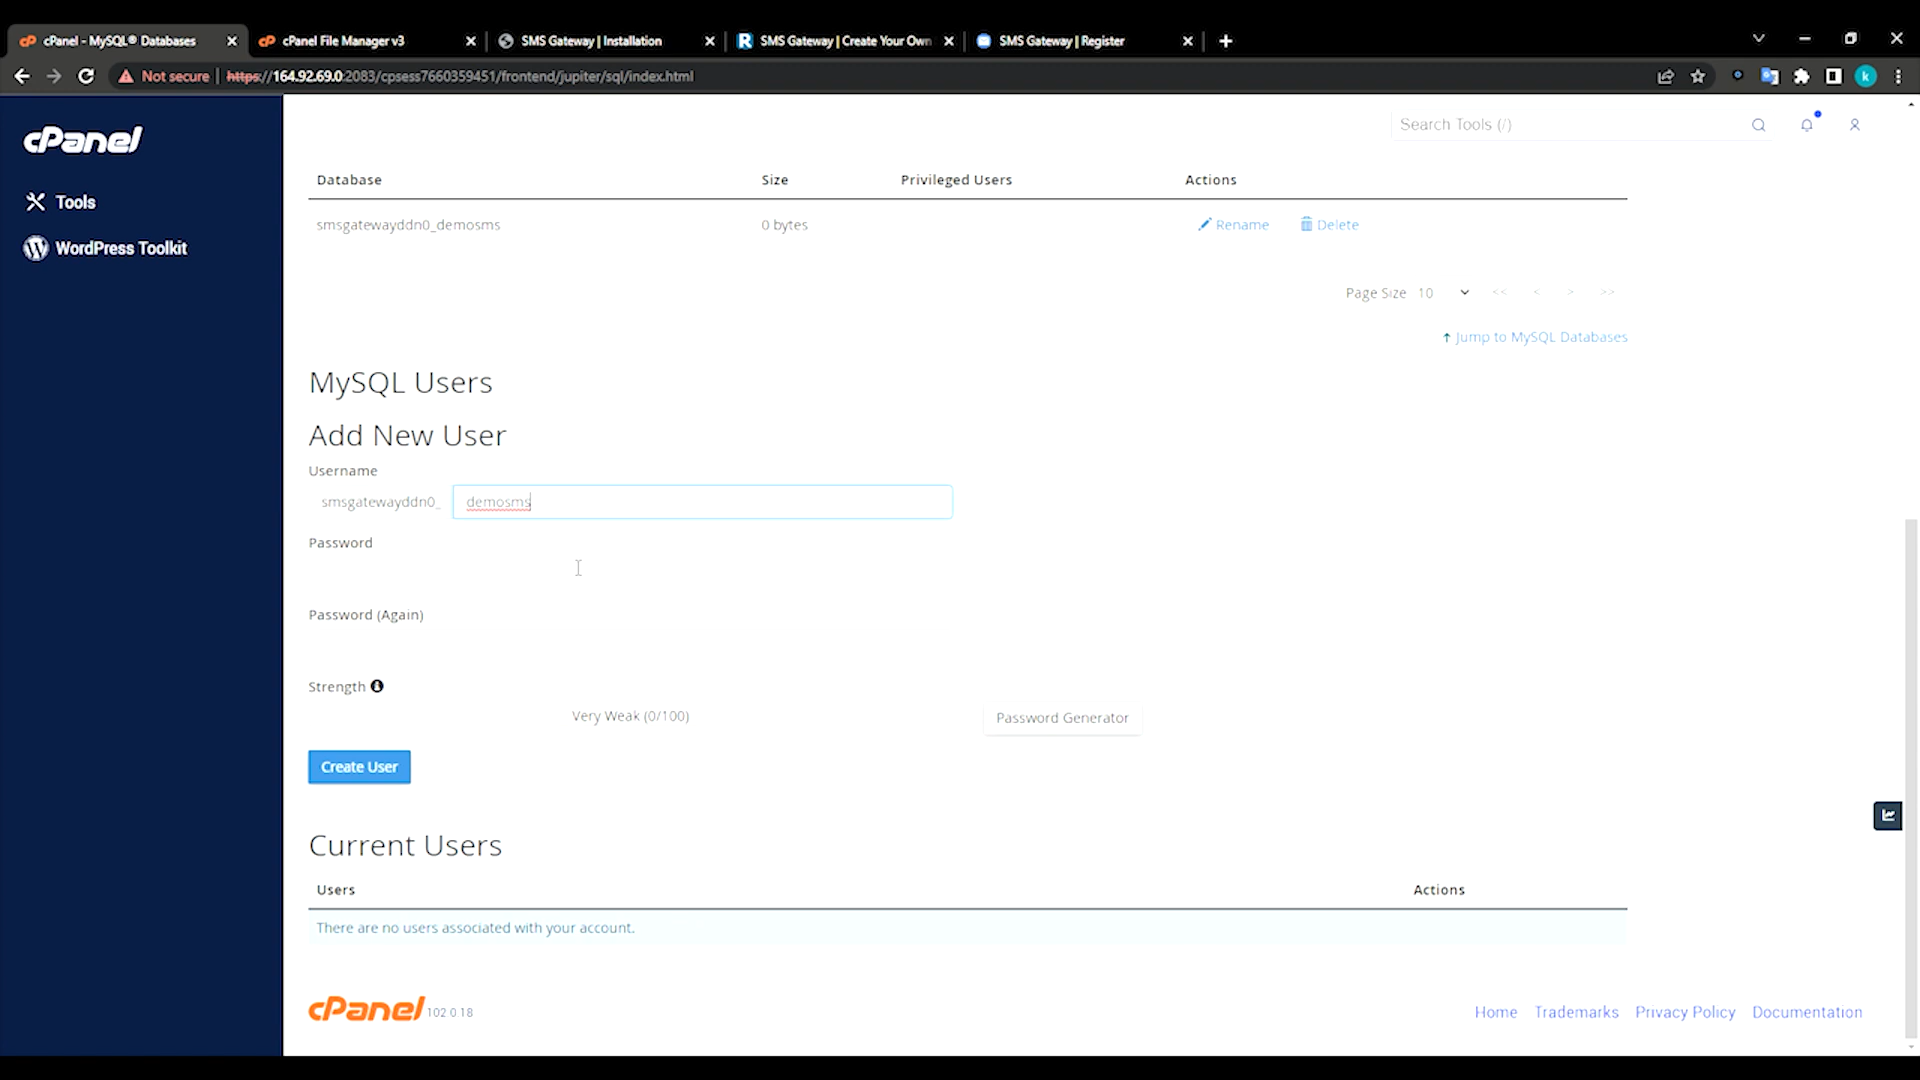 cPanel - MySQL® Databases
cPanel File Manager v3
SMS Gateway | Installation
SMS Gateway | Create Your Own
SMS Gateway | Register
Not secure
https://164.92.69.0:2083/cpsess7660359451/frontend/jupiter/sql/index.html
k
cPanel
Search Tools (/)
Tools
WordPress Toolkit
Database Size Privileged Users Actions
smsgatewayddn0_demosms 0 bytes Rename Delete
Page Size 10 << < > >>
Jump to MySQL Databases
MySQL Users
Add New User
Username
smsgatewayddn0_ demosms
Password
Password (Again)
Strength
Very Weak (0/100) Password Generator
Create User
Current Users
Users Actions
There are no users associated with your account.
cPanel 102.0.18
Home Trademarks Privacy Policy Documentation